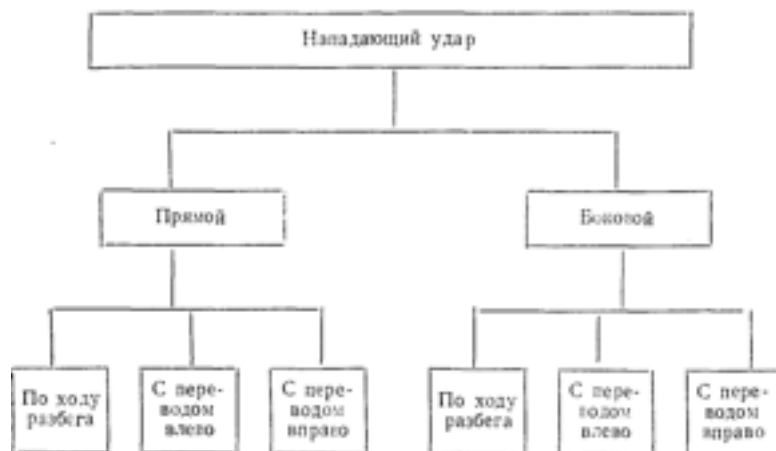 Нападающий удар
Прямой
Боковой
По ходу
разбега
С пере-
водом
влево
С пере-
водом
вправо
По ходу
разбега
С пере-
водом
влево
С пере-
водом
вправо